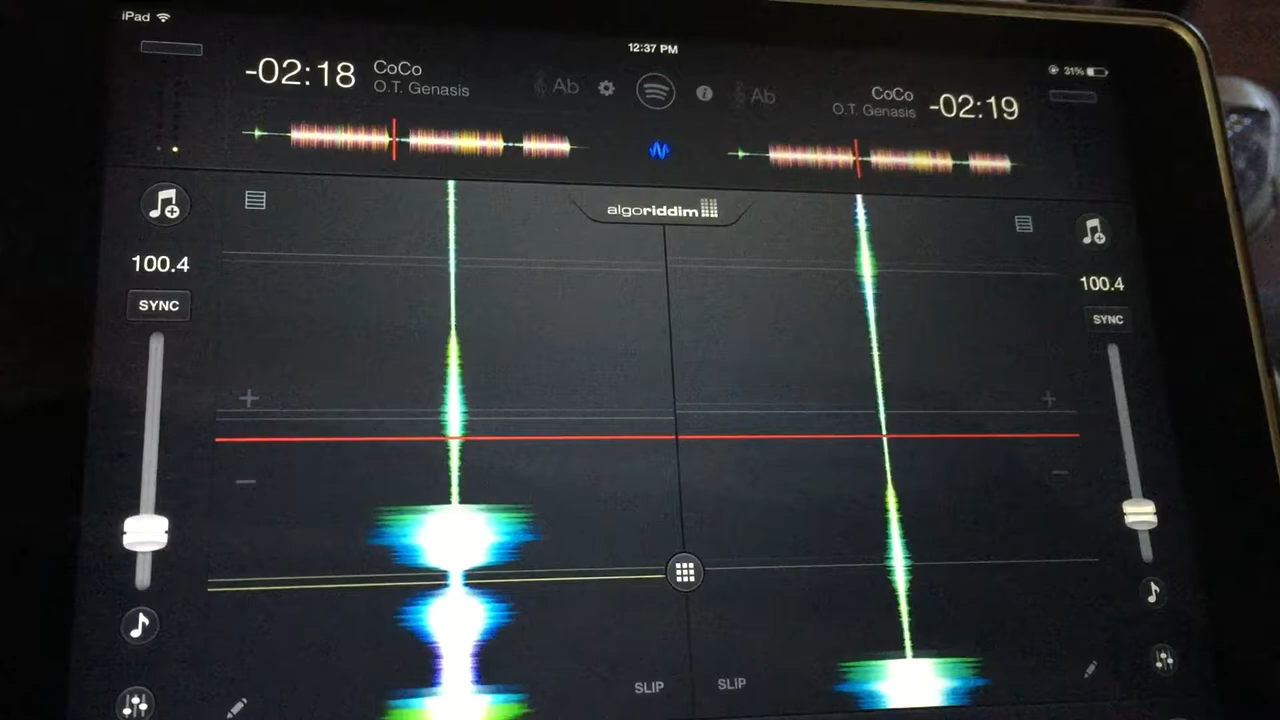 iPad
12:37 PM
31%
-02:18
CoCo
O.T. Genasis
Ab
Ab
CoCo
O.T. Genasis
-02:19
algoriddim
100.4
SYNC
100.4
SYNC
+
+
−
−
SLIP
SLIP